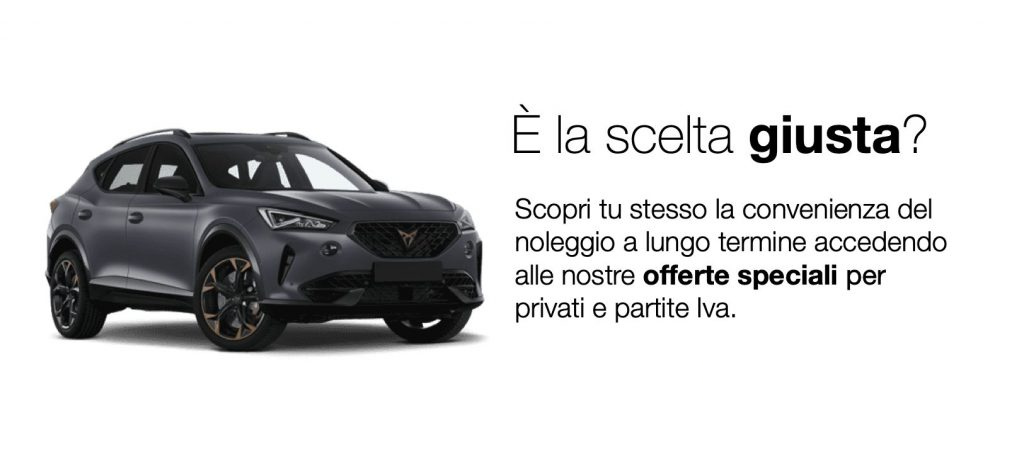 È la scelta giusta?
Scopri tu stesso la convenienza del
noleggio a lungo termine accedendo
alle nostre offerte speciali per
privati e partite Iva.